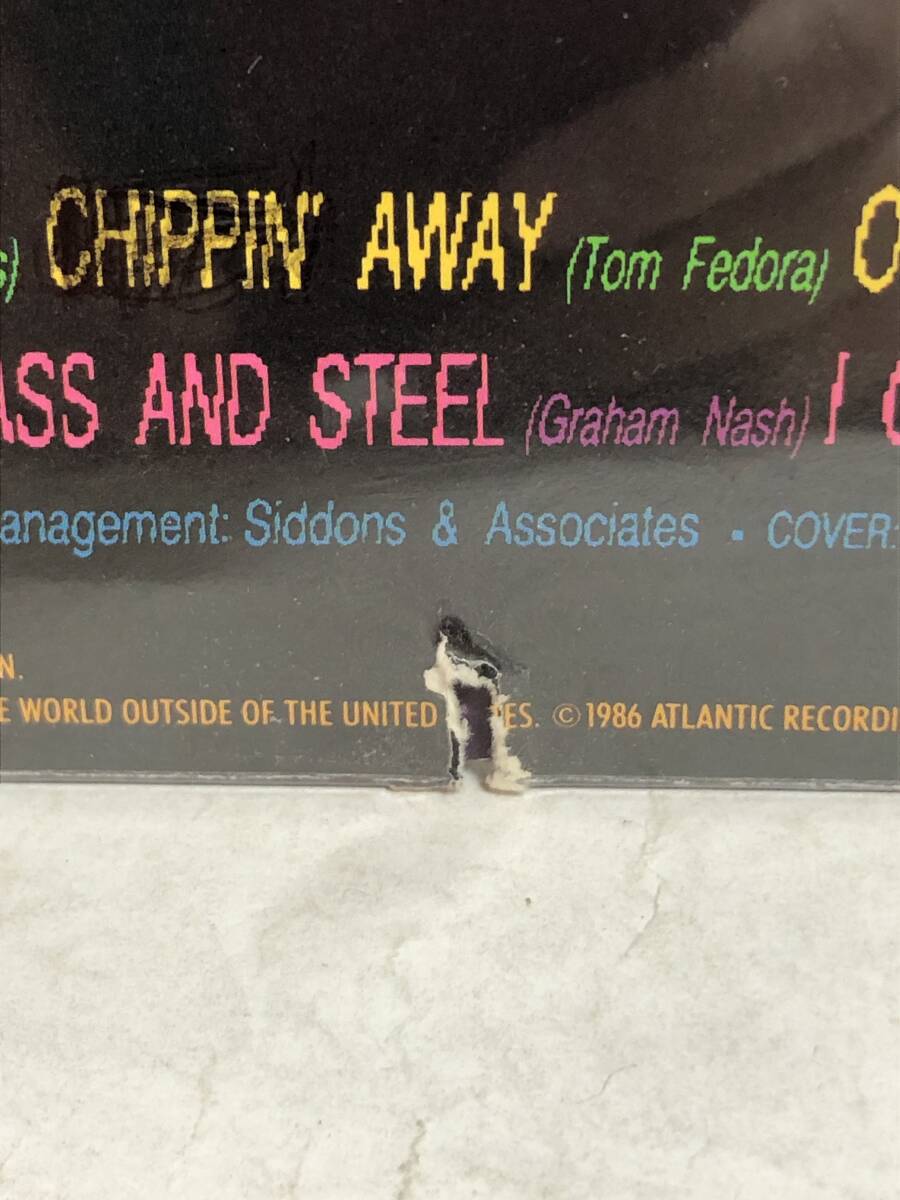 s) CHIPPIN' AWAY (Tom Fedora) O
ASS AND STEEL (Graham Nash) I
anagement: Siddons & Associates • COVER:
N.
E WORLD OUTSIDE OF THE UNITED ES. © 1986 ATLANTIC RECORDI